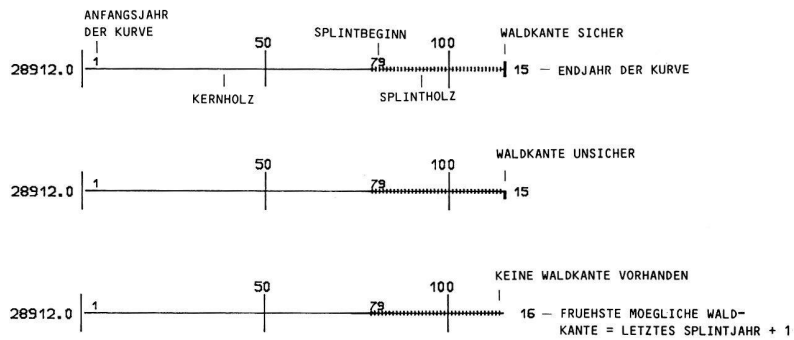 ANFANGSJAHR
DER KURVE
50
SPLINTBEGINN
100
WALDKANTE SICHER
28912.0
1
79
15 — ENDJAHR DER KURVE
KERNHOLZ
SPLINTHOLZ
50
100
WALDKANTE UNSICHER
28912.0
1
79
15
50
100
KEINE WALDKANTE VORHANDEN
28912.0
1
79
16 — FRUEHSTE MOEGLICHE WALD-
KANTE = LETZTES SPLINTJAHR + 1